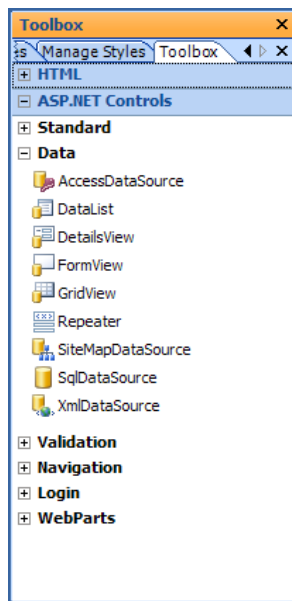 Toolbox
es Manage Styles Toolbox
HTML
ASP.NET Controls
Standard
Data
AccessDataSource
DataList
DetailsView
FormView
GridView
Repeater
SiteMapDataSource
SqlDataSource
XmlDataSource
Validation
Navigation
Login
WebParts